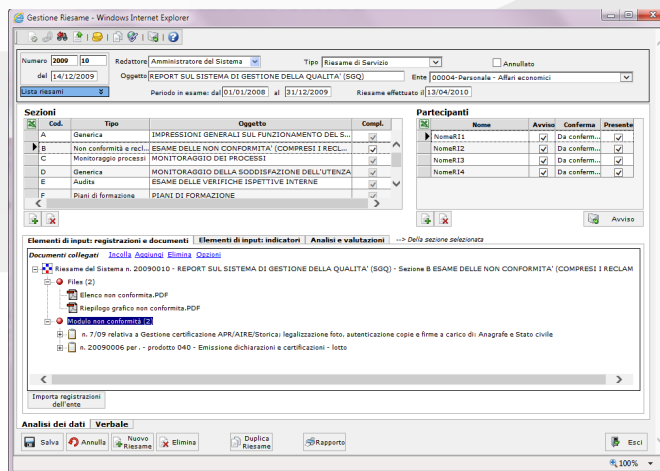 Gestione Riesame - Windows Internet Explorer
Numero 2009 10 Redattore Amministratore del Sistema Tipo Riesame di Servizio Annullato
del 14/12/2009 Oggetto REPORT SUL SISTEMA DI GESTIONE DELLA QUALITA' (SGQ) Ente 00004-Personale - Affari economici
Lista riesami Periodo in esame: dal 01/01/2008 al 31/12/2009 Riesame effettuato il 13/04/2010
Sezioni
Cod. Tipo Oggetto Compl.
A Generica IMPRESSIONI GENERALI SUL FUNZIONAMENTO DEL S...
B Non conformità e recl... ESAME DELLE NON CONFORMITA' (COMPRESI I RECL...
C Monitoraggio processi MONITORAGGIO DEI PROCESSI
D Generica MONITORAGGIO DELLA SODDISFAZIONE DELL'UTENZA
E Audits ESAME DELLE VERIFICHE ISPETTIVE INTERNE
F Piani di formazione PIANI DI FORMAZIONE
Partecipanti
Nome Avviso Conferma Presente
NomeRI1 Da conferm...
NomeRI2 Da conferm...
NomeRI3 Da conferm...
NomeRI4 Da conferm...
Avviso
Elementi di input: registrazioni e documenti Elementi di input: indicatori Analisi e valutazioni --> Della sezione selezionata
Documenti collegati Incolla Aggiungi Elimina Opzioni
Riesame del Sistema n. 20090010 - REPORT SUL SISTEMA DI GESTIONE DELLA QUALITA' (SGQ) - Sezione B ESAME DELLE NON CONFORMITA' (COMPRESI I RECLAM
Files (2)
Elenco non conformita.PDF
Riepilogo grafico non conformita.PDF
Modulo non conformità (2)
n. 7/09 relativa a Gestione certificazione APR/AIRE/Storica; legalizzazione foto. autenticazione copie e firme a carico di: Anagrafe e Stato civile
n. 20090006 per . - prodotto 040 - Emissione dichiarazioni e certificazioni - lotto
Importa registrazioni
dell'ente
Analisi dei dati Verbale
Salva Annulla Nuovo Riesame Elimina Duplica Riesame Rapporto Esci
100%